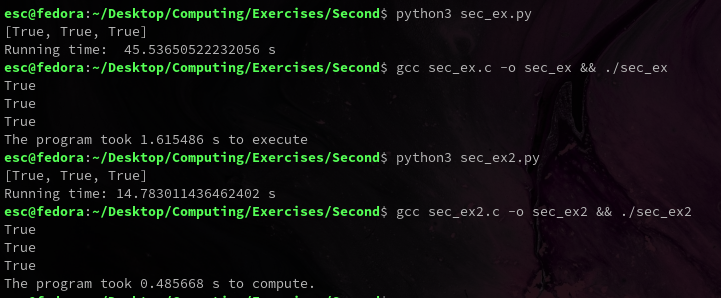 esc@fedora:~/Desktop/Computing/Exercises/Second$ python3 sec_ex.py
[True, True, True]
Running time:  45.53650522232056 s
esc@fedora:~/Desktop/Computing/Exercises/Second$ gcc sec_ex.c -o sec_ex && ./sec_ex
True
True
True
The program took 1.615486 s to execute
esc@fedora:~/Desktop/Computing/Exercises/Second$ python3 sec_ex2.py
[True, True, True]
Running time: 14.783011436462402 s
esc@fedora:~/Desktop/Computing/Exercises/Second$ gcc sec_ex2.c -o sec_ex2 && ./sec_ex2
True
True
True
The program took 0.485668 s to compute.